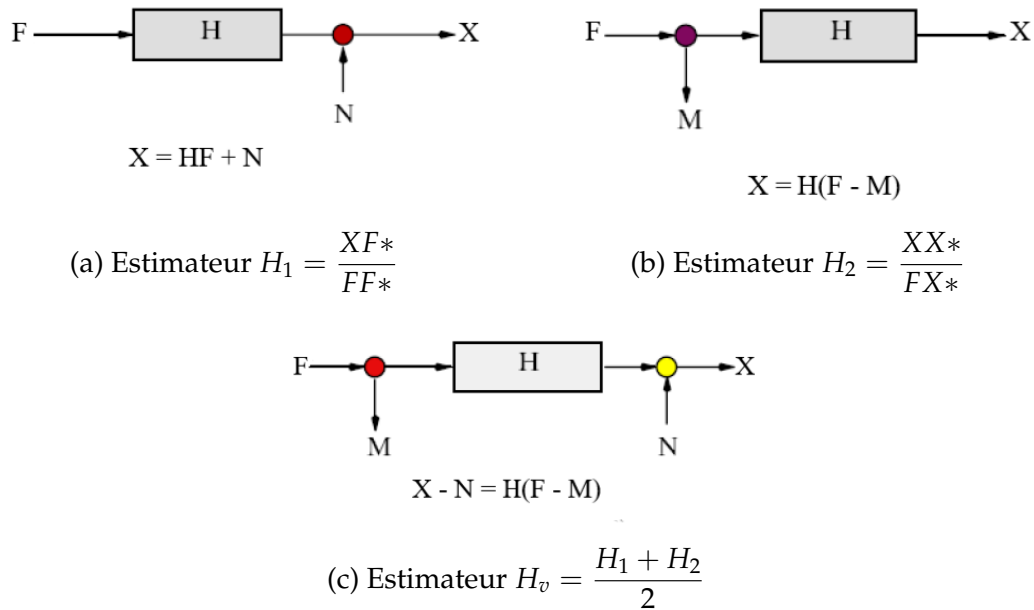 F H X
N
X = HF + N
(a) Estimateur H₁ = XF*/FF*
F H X
M
X = H(F - M)
(b) Estimateur H₂ = XX*/FX*
F H X
M N
X - N = H(F - M)
(c) Estimateur Hᵥ = (H₁ + H₂)/2